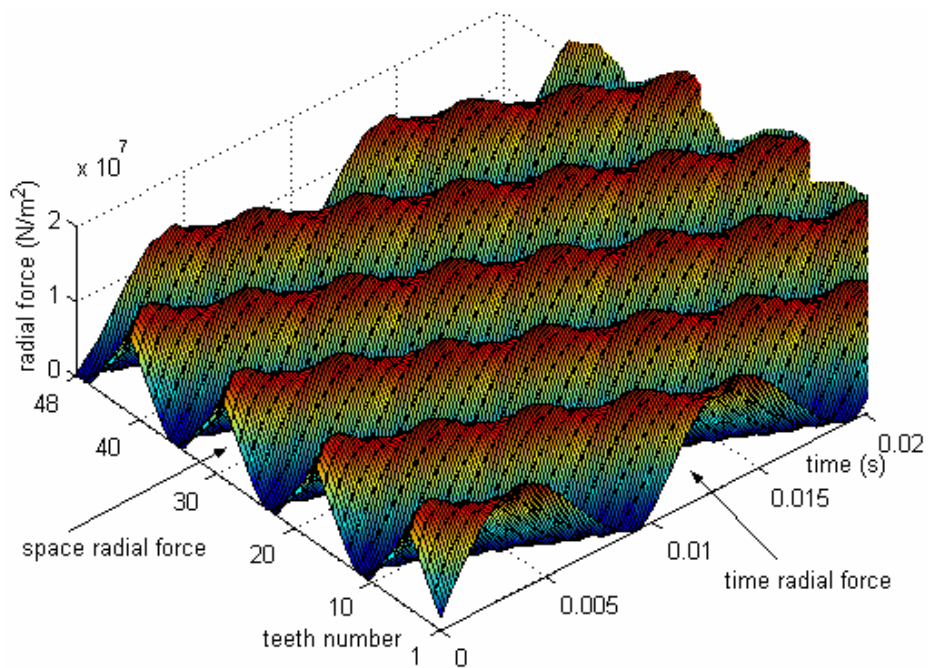 x 10^7
radial force (N/m²)
2
1
0
48
40
30
20
10
1
teeth number
0
0.005
0.01
0.015
0.02
time (s)
space radial force
time radial force